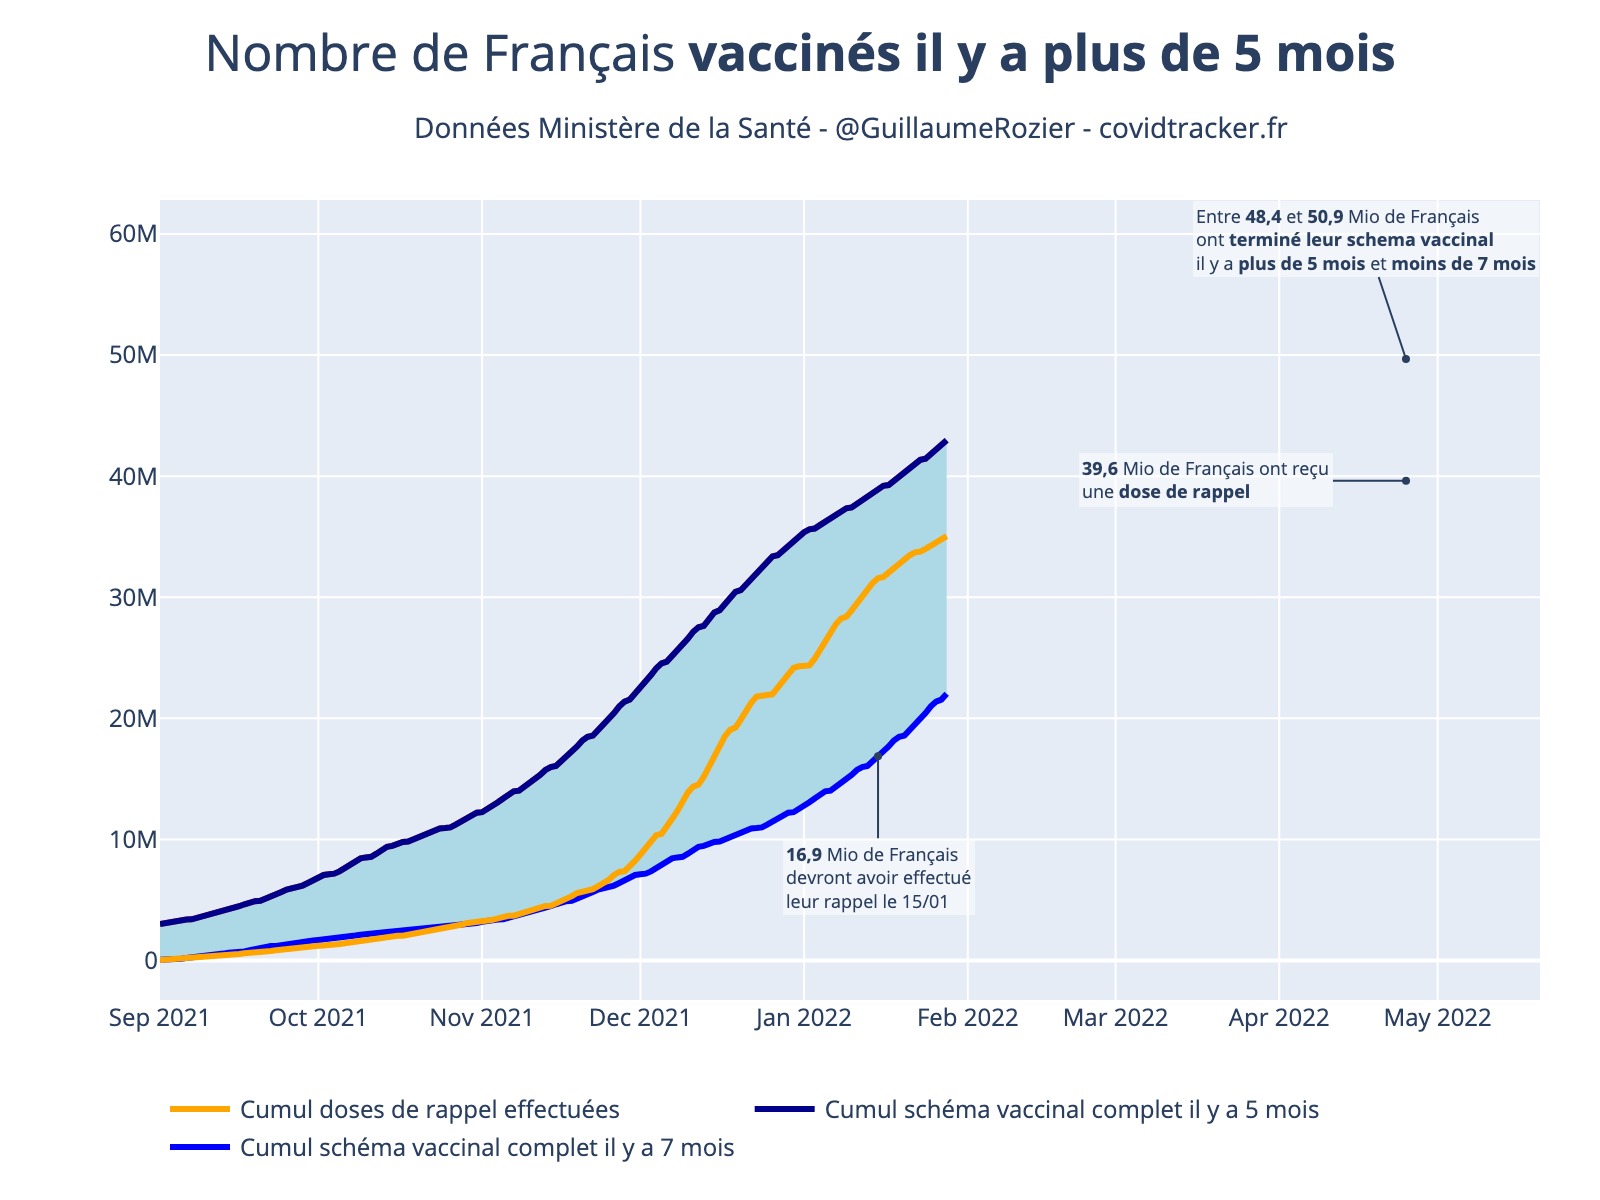 Nombre de Français vaccinés il y a plus de 5 mois
Données Ministère de la Santé - @GuillaumeRozier - covidtracker.fr
60M
50M
40M
30M
20M
10M
0
Entre 48,4 et 50,9 Mio de Français
ont terminé leur schema vaccinal
il y a plus de 5 mois et moins de 7 mois
39,6 Mio de Français ont reçu
une dose de rappel
16,9 Mio de Français
devront avoir effectué
leur rappel le 15/01
Sep 2021 Oct 2021 Nov 2021 Dec 2021 Jan 2022 Feb 2022 Mar 2022 Apr 2022 May 2022
Cumul doses de rappel effectuées Cumul schéma vaccinal complet il y a 5 mois
Cumul schéma vaccinal complet il y a 7 mois